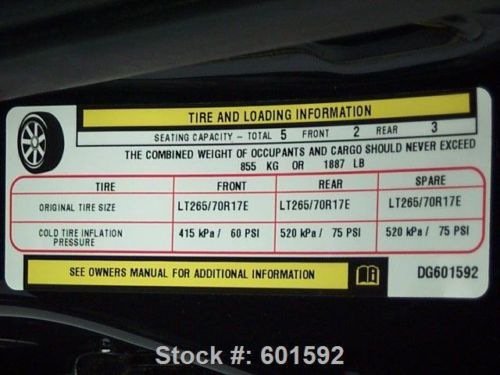 TIRE AND LOADING INFORMATION
SEATING CAPACITY - TOTAL 5 FRONT 2 REAR 3
THE COMBINED WEIGHT OF OCCUPANTS AND CARGO SHOULD NEVER EXCEED
855 KG OR 1887 LB
TIRE FRONT REAR SPARE
ORIGINAL TIRE SIZE LT265/70R17E LT265/70R17E LT265/70R17E
COLD TIRE INFLATION PRESSURE 415 kPa / 60 PSI 520 kPa / 75 PSI 520 kPa / 75 PSI
SEE OWNERS MANUAL FOR ADDITIONAL INFORMATION DG601592
Stock #: 601592